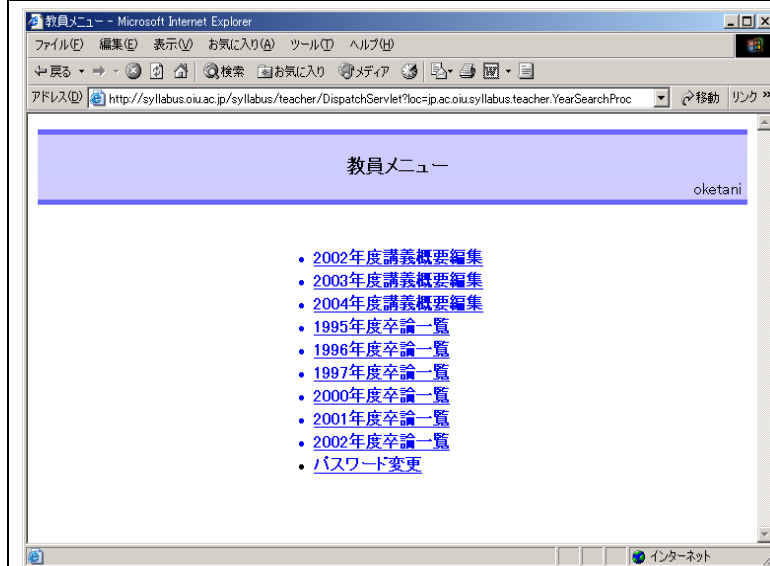 教員メニュー - Microsoft Internet Explorer
ファイル(F) 編集(E) 表示(V) お気に入り(A) ツール(T) ヘルプ(H)
戻る 検索 お気に入り メディア
アドレス(D) http://syllabus.oiu.ac.jp/syllabus/teacher/DispatchServlet?loc=jp.ac.oiu.syllabus.teacher.YearSearchProc 移動 リンク »
教員メニュー
oketani
• 2002年度講義概要編集
• 2003年度講義概要編集
• 2004年度講義概要編集
• 1995年度卒論一覧
• 1996年度卒論一覧
• 1997年度卒論一覧
• 2000年度卒論一覧
• 2001年度卒論一覧
• 2002年度卒論一覧
• パスワード変更
インターネット